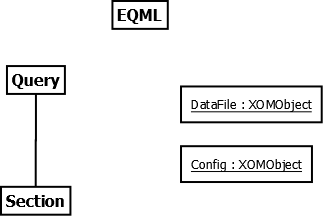 EQML
Query
DataFile : XOMObject
Config : XOMObject
Section